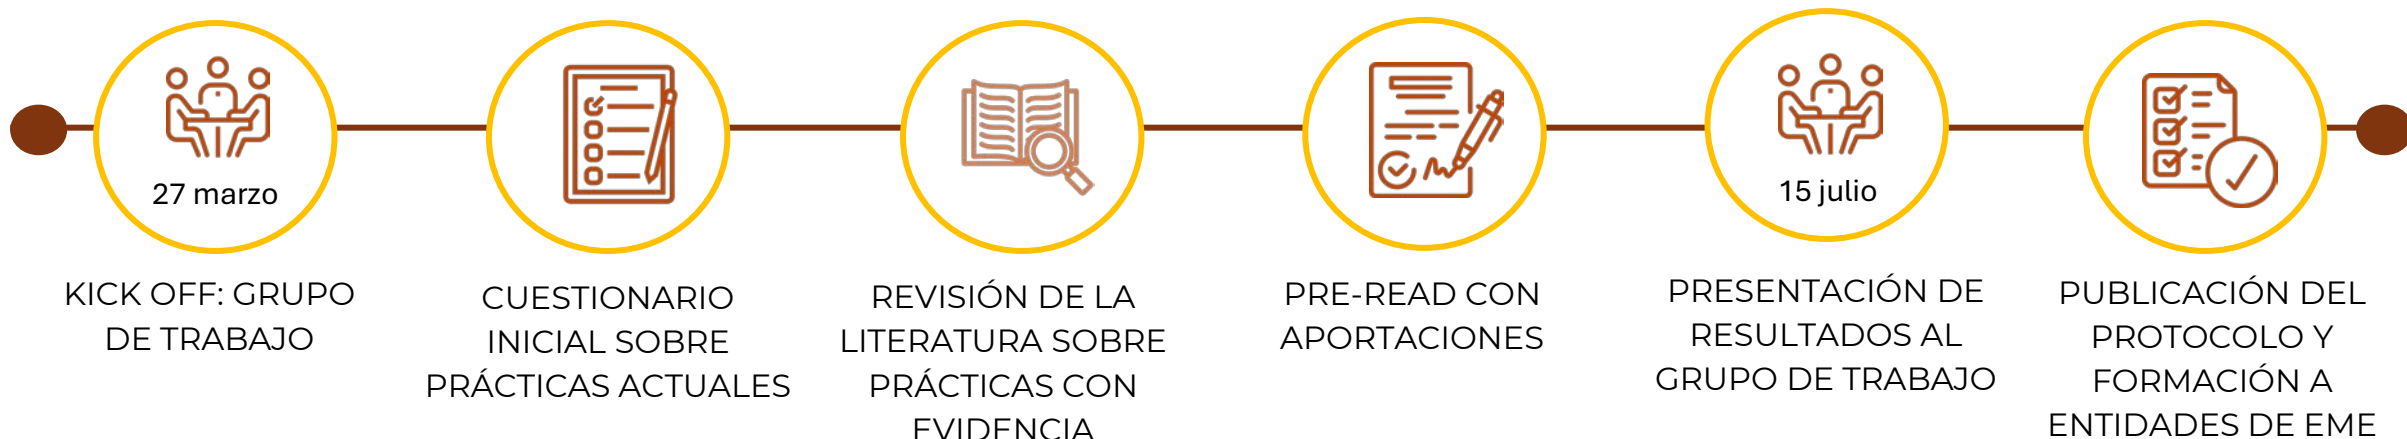 27 marzo
KICK OFF: GRUPO
DE TRABAJO
CUESTIONARIO
INICIAL SOBRE
PRÁCTICAS ACTUALES
REVISIÓN DE LA
LITERATURA SOBRE
PRÁCTICAS CON
EVIDENCIA
PRE-READ CON
APORTACIONES
15 julio
PRESENTACIÓN DE
RESULTADOS AL
GRUPO DE TRABAJO
PUBLICACIÓN DEL
PROTOCOLO Y
FORMACIÓN A
ENTIDADES DE EME